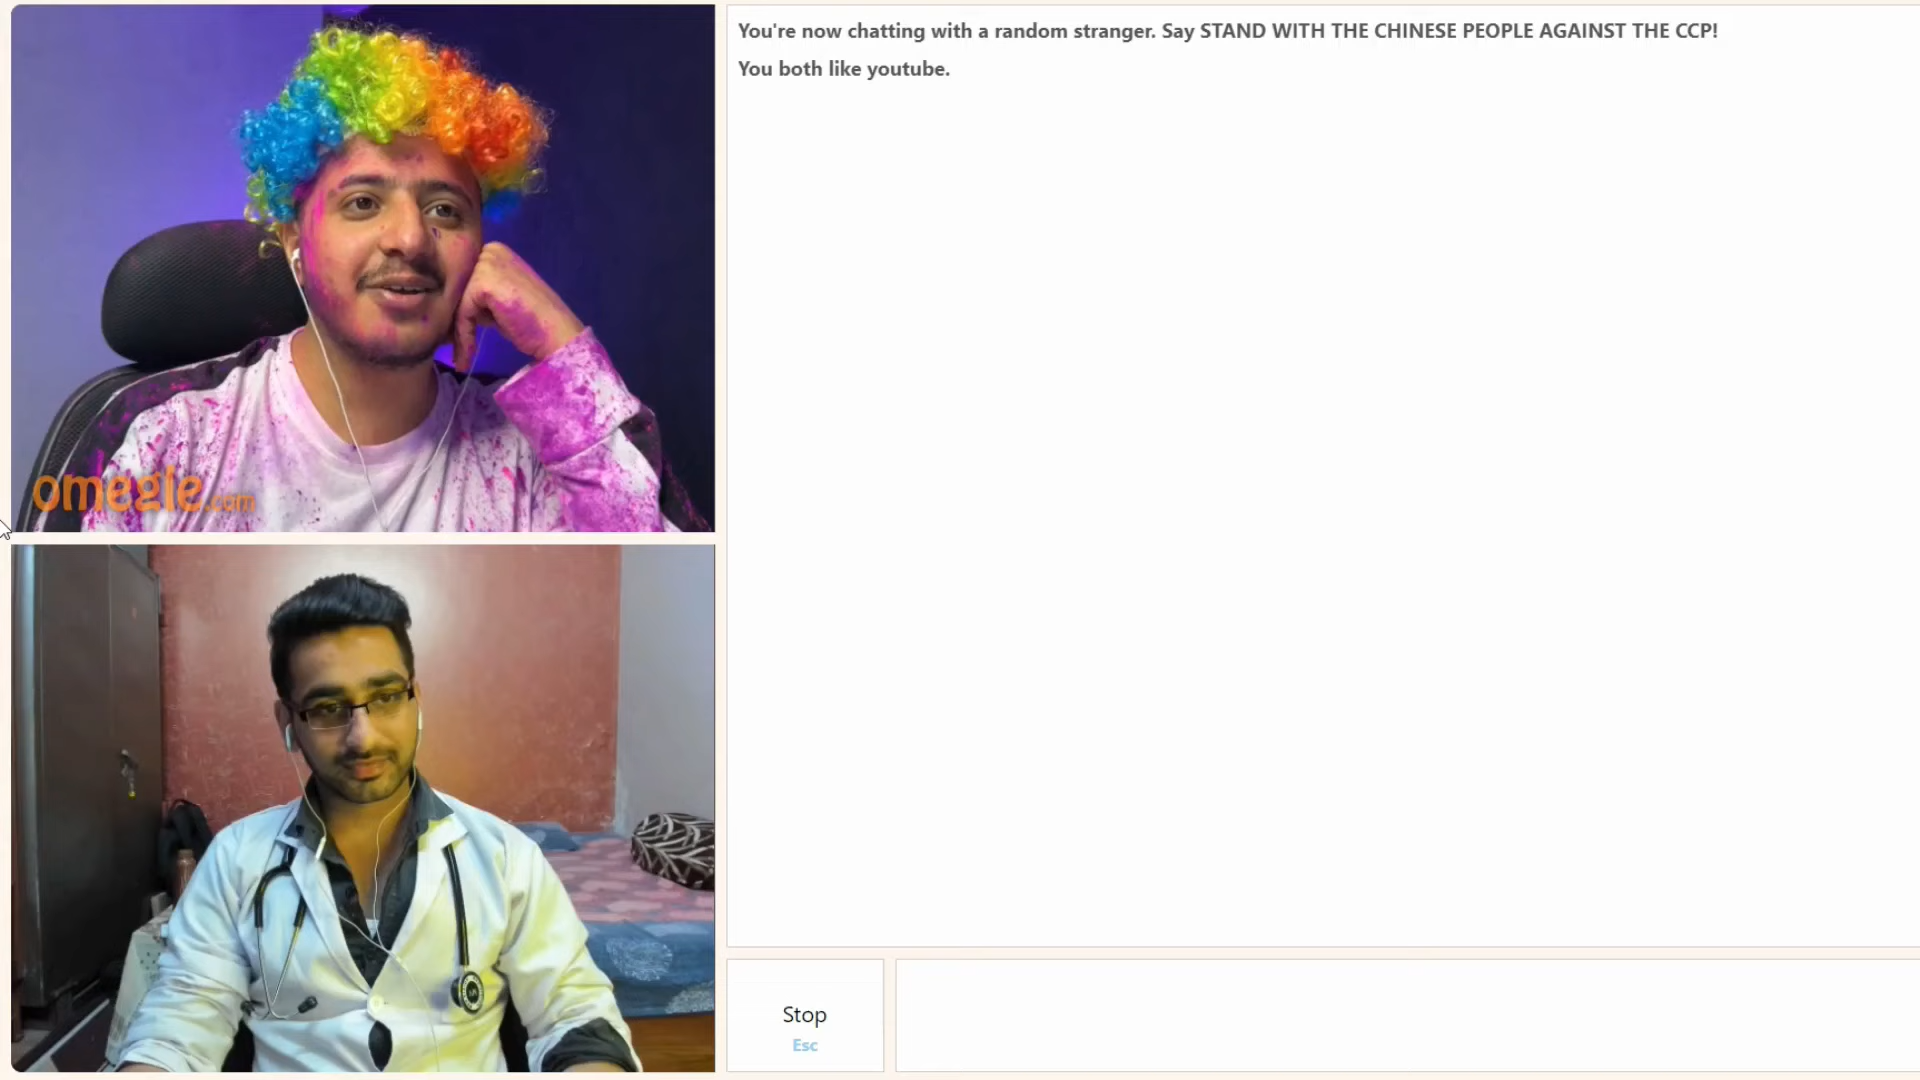 You're now chatting with a random stranger. Say STAND WITH THE CHINESE PEOPLE AGAINST THE CCP!
You both like youtube.
omegle.com
Stop
Esc